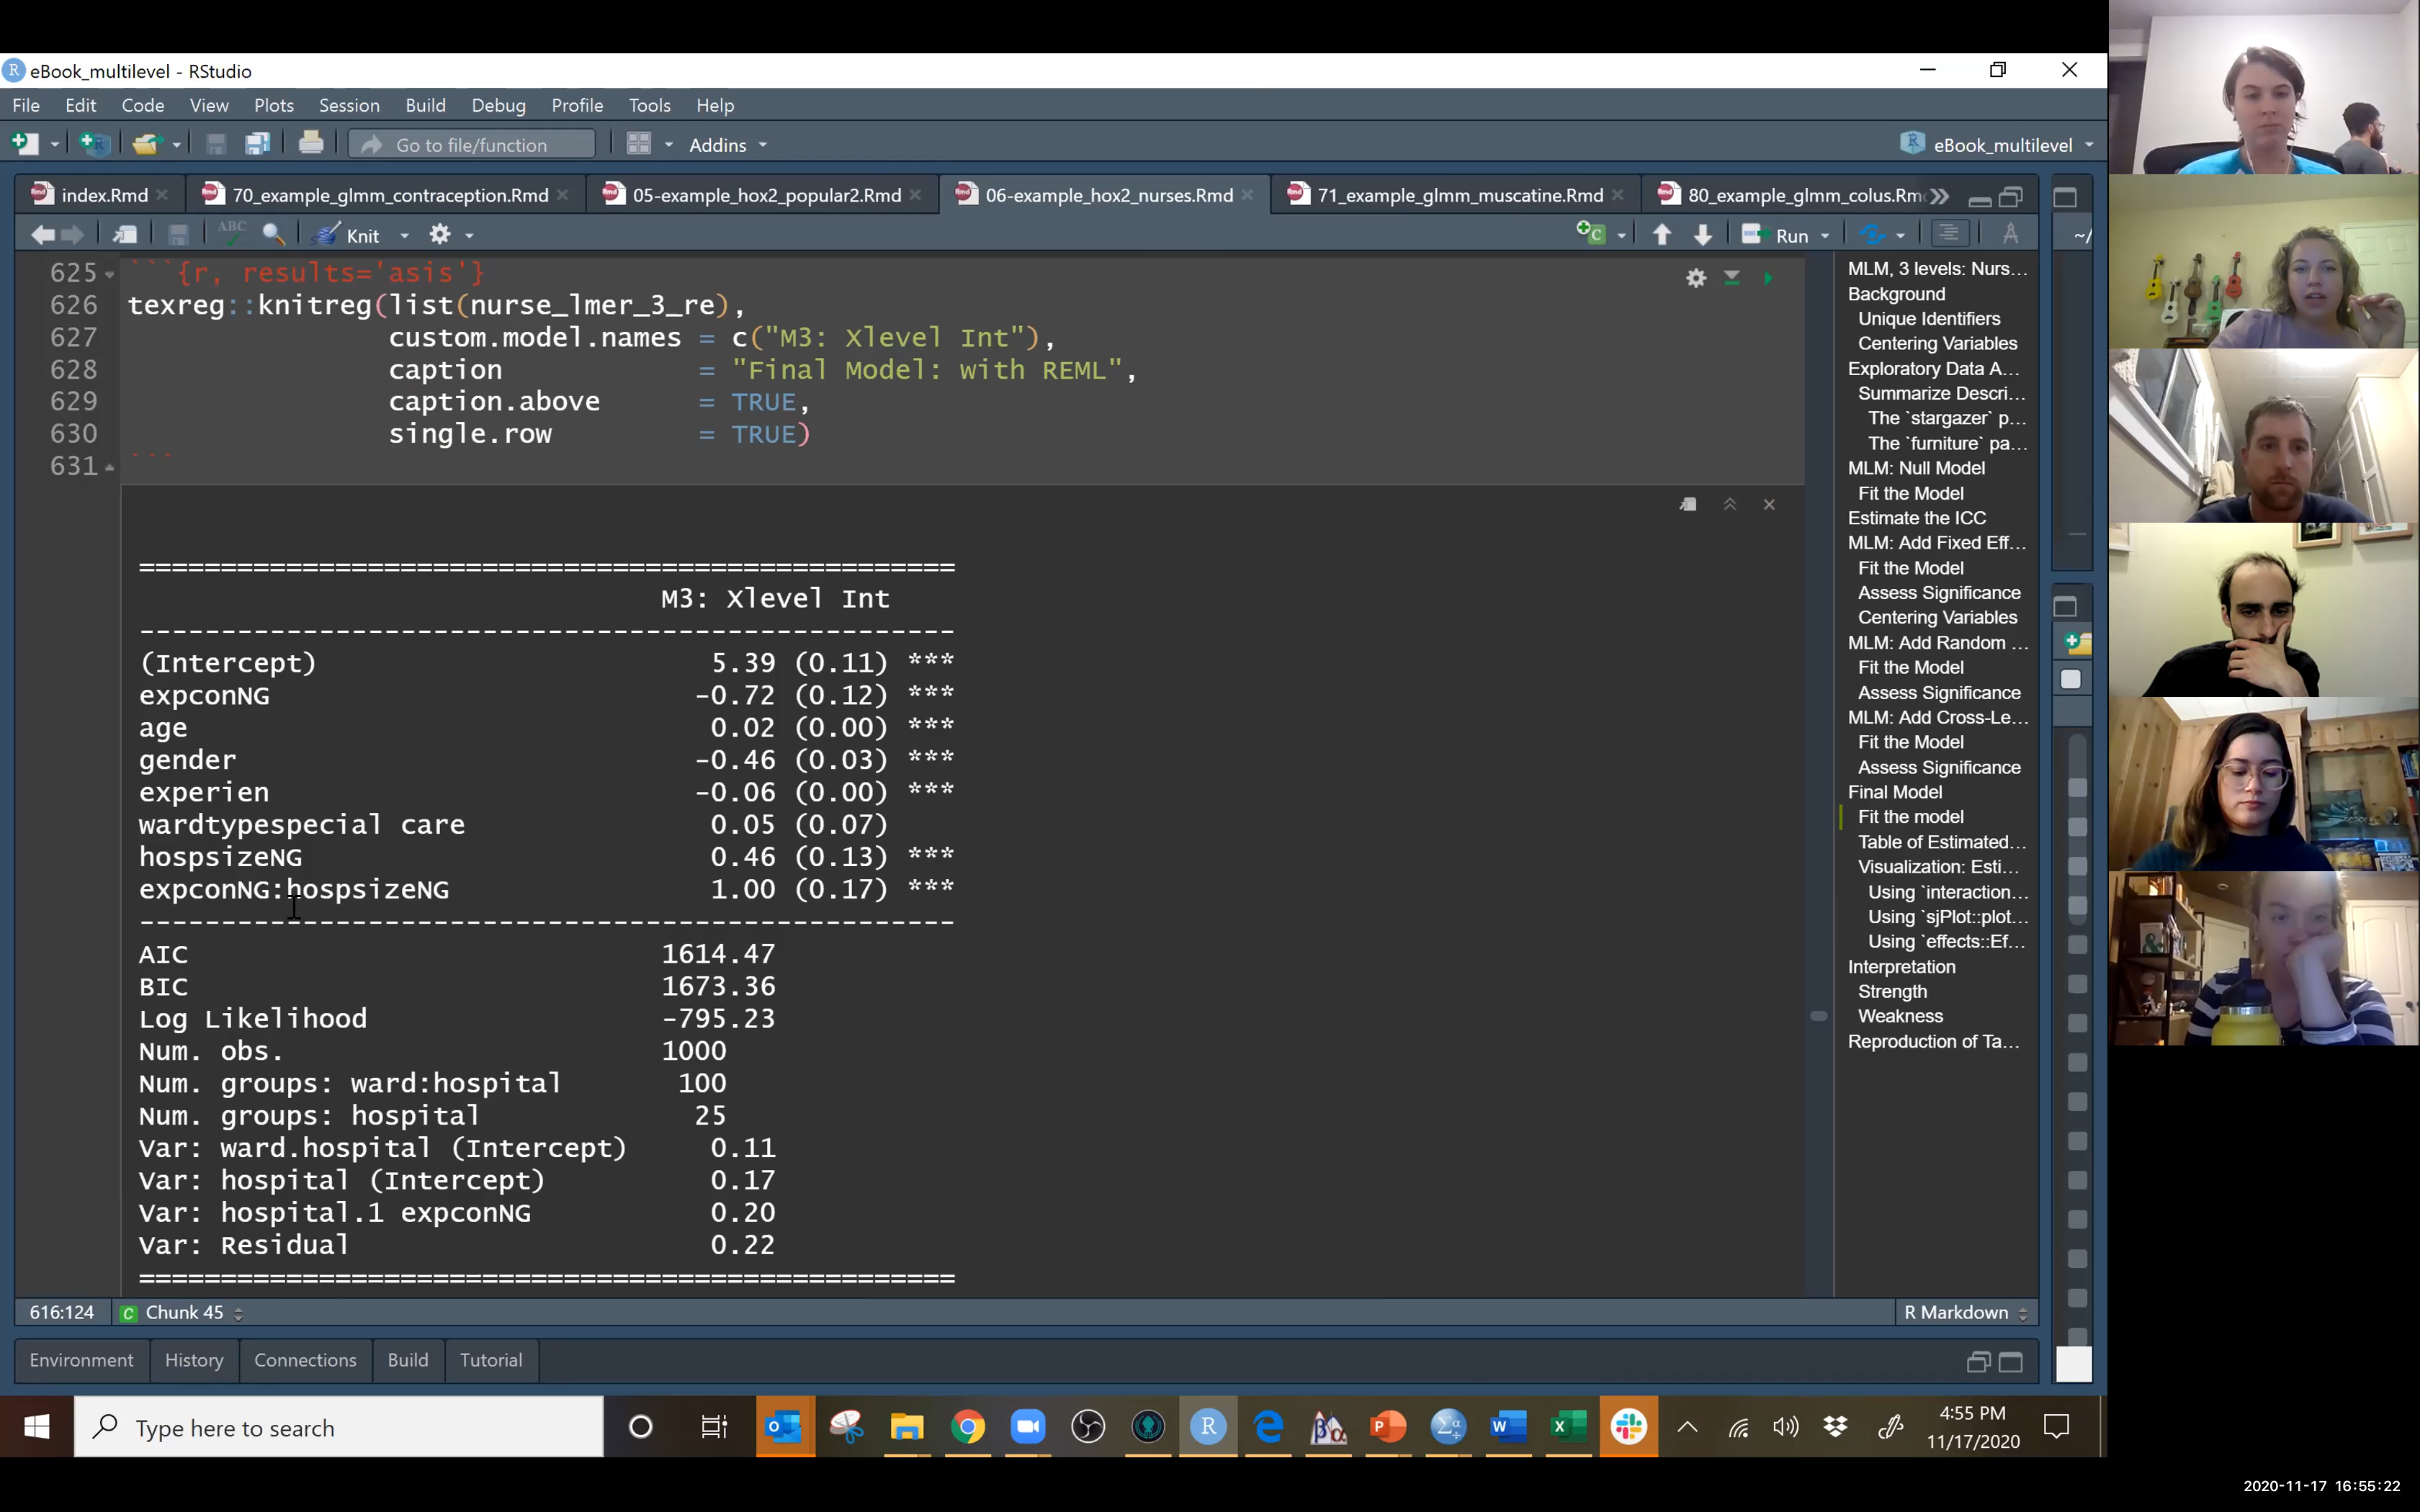 eBook_multilevel - RStudio
File Edit Code View Plots Session Build Debug Profile Tools Help
Go to file/function Addins eBook_multilevel
index.Rmd 70_example_glmm_contraception.Rmd 05-example_hox2_popular2.Rmd 06-example_hox2_nurses.Rmd 71_example_glmm_muscatine.Rmd 80_example_glmm_colus.Rm
ABC Knit Run ~/
625 ```{r, results='asis'}
626 texreg::knitreg(list(nurse_lmer_3_re),
627 custom.model.names = c("M3: Xlevel Int"),
628 caption = "Final Model: with REML",
629 caption.above = TRUE,
630 single.row = TRUE)
631 ```
==================================================
M3: Xlevel Int
--------------------------------------------------
(Intercept) 5.39 (0.11) ***
expconNG -0.72 (0.12) ***
age 0.02 (0.00) ***
gender -0.46 (0.03) ***
experien -0.06 (0.00) ***
wardtypespecial care 0.05 (0.07)
hospsizeNG 0.46 (0.13) ***
expconNG:hospsizeNG 1.00 (0.17) ***
--------------------------------------------------
AIC 1614.47
BIC 1673.36
Log Likelihood -795.23
Num. obs. 1000
Num. groups: ward:hospital 100
Num. groups: hospital 25
Var: ward.hospital (Intercept) 0.11
Var: hospital (Intercept) 0.17
Var: hospital.1 expconNG 0.20
Var: Residual 0.22
==================================================
MLM, 3 levels: Nurs...
Background
Unique Identifiers
Centering Variables
Exploratory Data A...
Summarize Descri...
The `stargazer` p...
The `furniture` pa...
MLM: Null Model
Fit the Model
Estimate the ICC
MLM: Add Fixed Eff...
Fit the Model
Assess Significance
Centering Variables
MLM: Add Random ...
Fit the Model
Assess Significance
MLM: Add Cross-Le...
Fit the Model
Assess Significance
Final Model
Fit the model
Table of Estimated...
Visualization: Esti...
Using `interaction...
Using `sjPlot::plot...
Using `effects::Ef...
Interpretation
Strength
Weakness
Reproduction of Ta...
616:124 Chunk 45 R Markdown
Environment History Connections Build Tutorial
Type here to search
4:55 PM
11/17/2020
2020-11-17 16:55:22